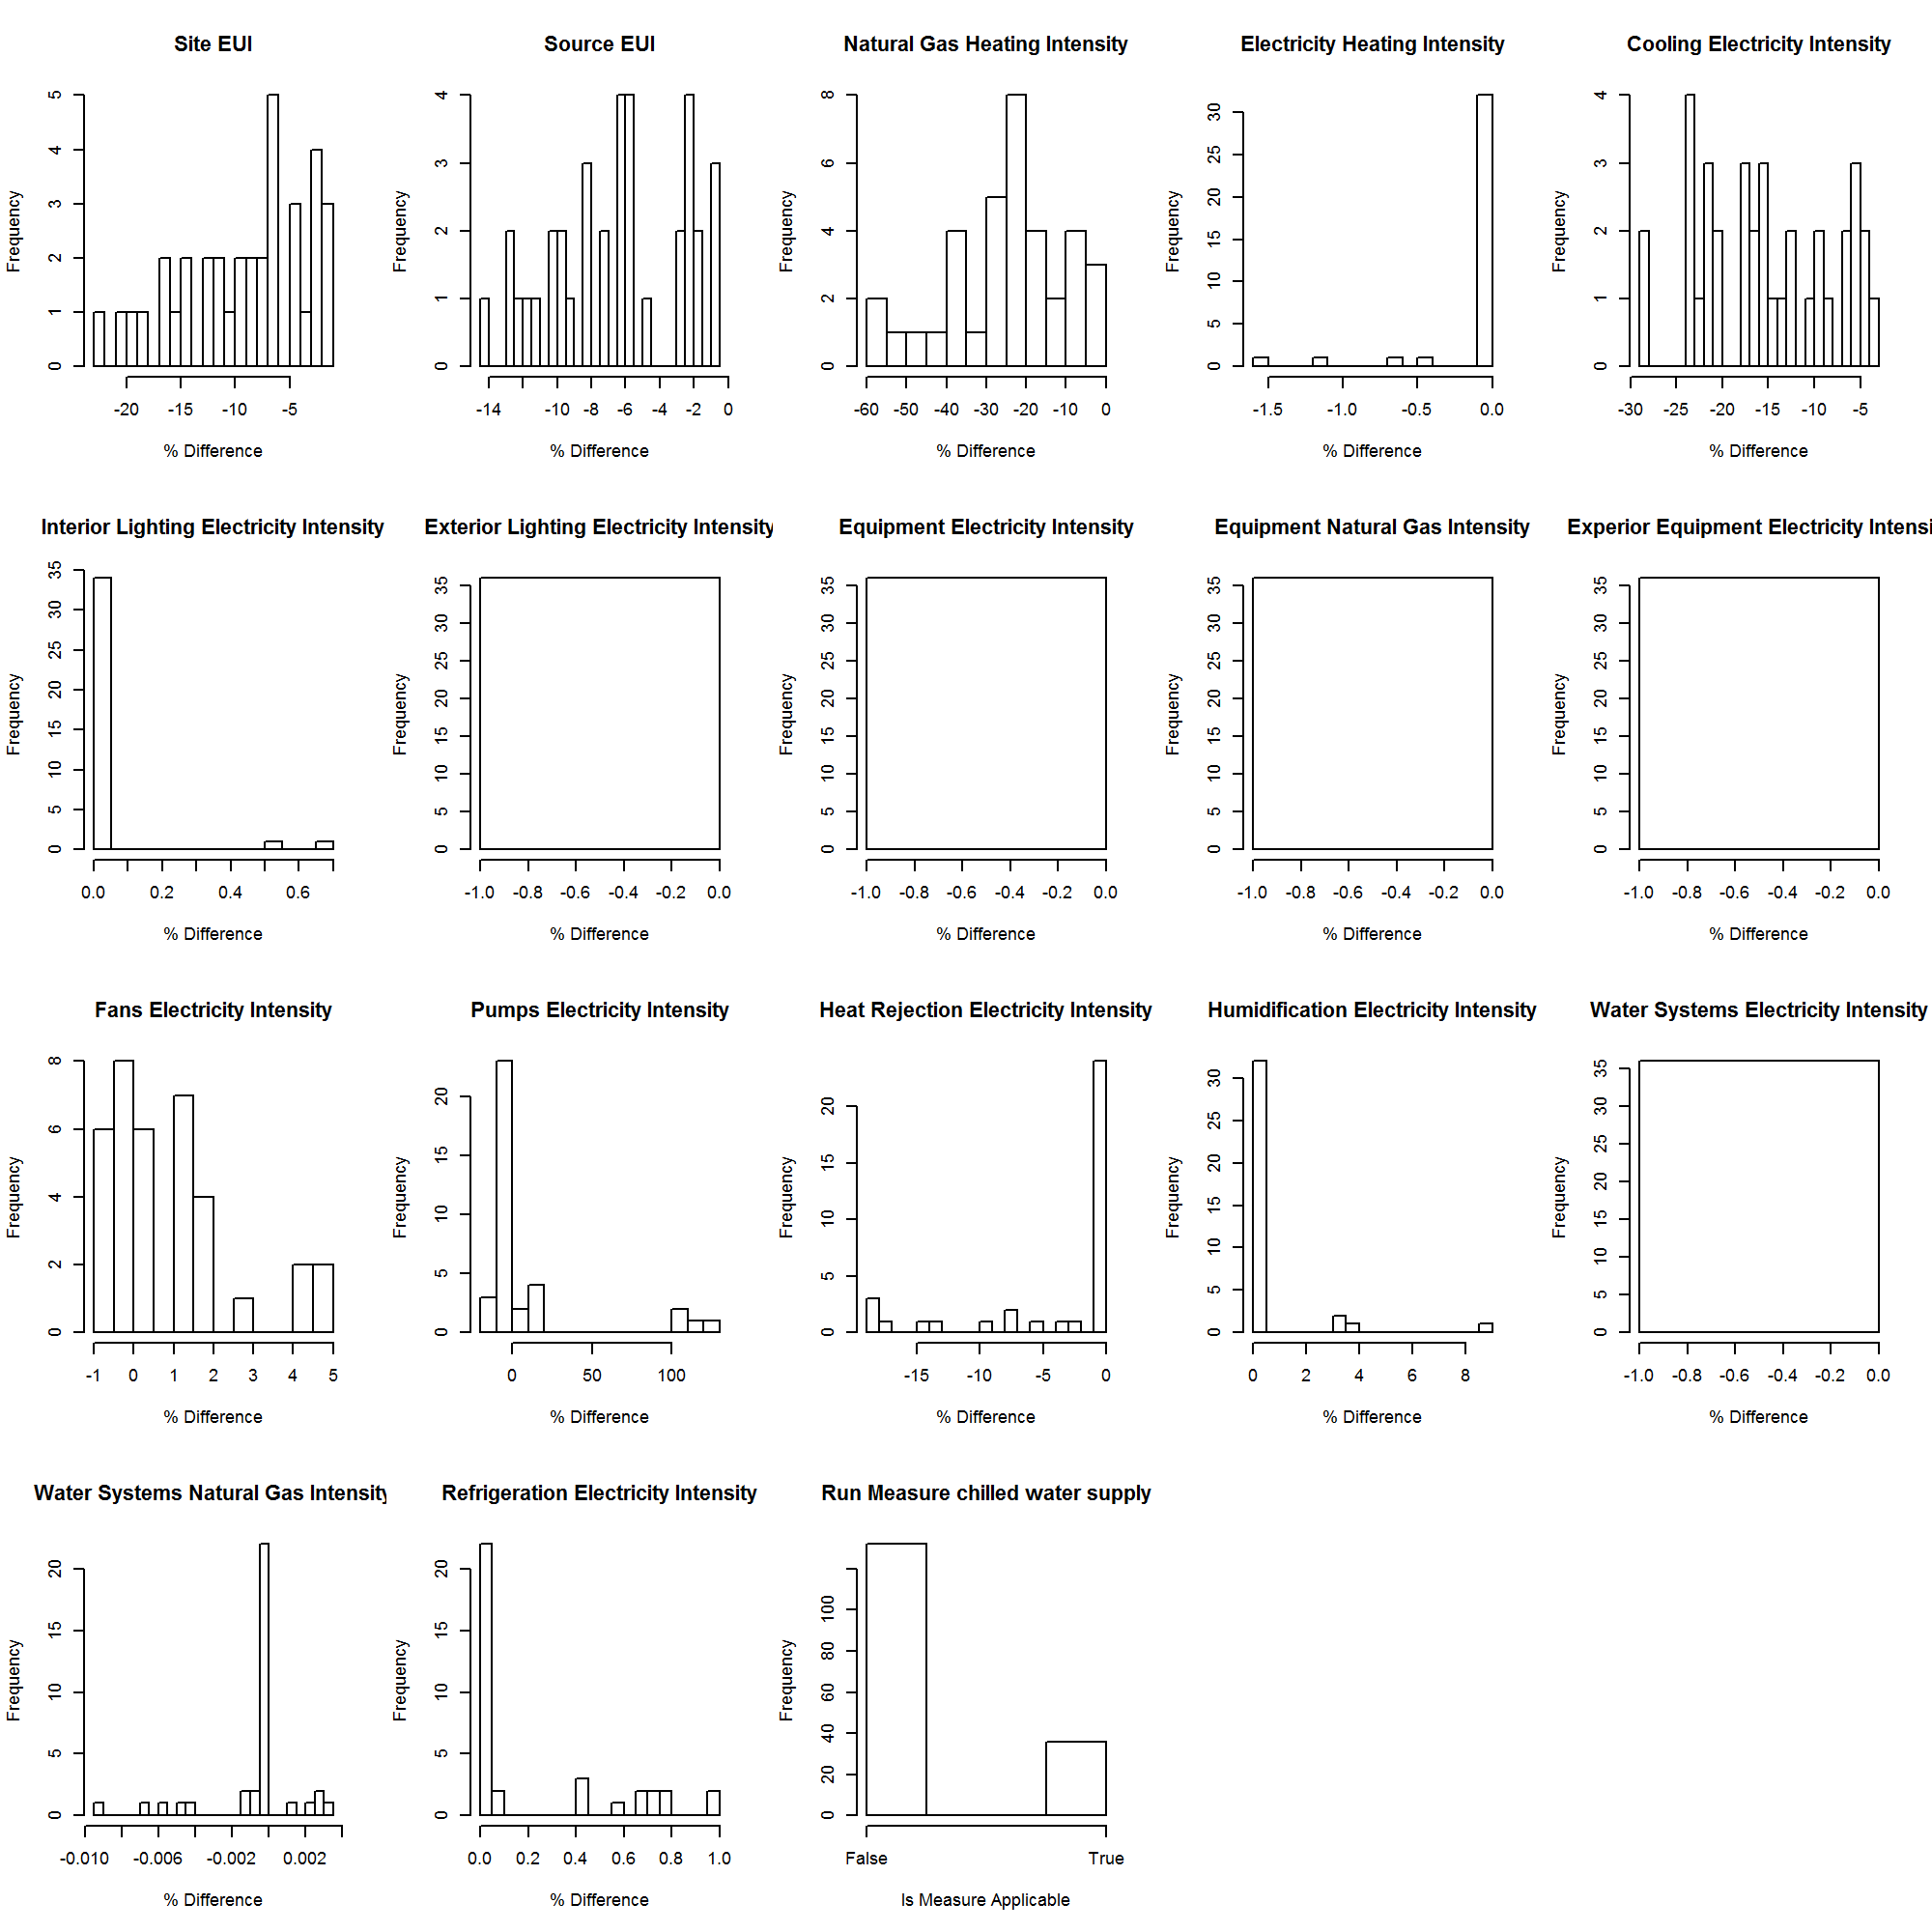 Site EUI
Frequency
5
4
3
2
1
0
-20 -15 -10 -5
% Difference
Source EUI
Frequency
4
3
2
1
0
-14 -10 -8 -6 -4 -2 0
% Difference
Natural Gas Heating Intensity
Frequency
8
6
4
2
0
-60 -50 -40 -30 -20 -10 0
% Difference
Electricity Heating Intensity
Frequency
30
25
20
15
10
5
0
-1.5 -1.0 -0.5 0.0
% Difference
Cooling Electricity Intensity
Frequency
4
3
2
1
0
-30 -25 -20 -15 -10 -5
% Difference
Interior Lighting Electricity Intensity
Frequency
35
30
25
20
15
10
5
0
0.0 0.2 0.4 0.6
% Difference
Exterior Lighting Electricity Intensity
Frequency
35
30
25
20
15
10
5
0
-1.0 -0.8 -0.6 -0.4 -0.2 0.0
% Difference
Equipment Electricity Intensity
Frequency
35
30
25
20
15
10
5
0
-1.0 -0.8 -0.6 -0.4 -0.2 0.0
% Difference
Equipment Natural Gas Intensity
Frequency
35
30
25
20
15
10
5
0
-1.0 -0.8 -0.6 -0.4 -0.2 0.0
% Difference
Experior Equipment Electricity Intensi
Frequency
35
30
25
20
15
10
5
0
-1.0 -0.8 -0.6 -0.4 -0.2 0.0
% Difference
Fans Electricity Intensity
Frequency
8
6
4
2
0
-1 0 1 2 3 4 5
% Difference
Pumps Electricity Intensity
Frequency
20
15
10
5
0
0 50 100
% Difference
Heat Rejection Electricity Intensity
Frequency
20
15
10
5
0
-15 -10 -5 0
% Difference
Humidification Electricity Intensity
Frequency
30
25
20
15
10
5
0
0 2 4 6 8
% Difference
Water Systems Electricity Intensity
Frequency
35
30
25
20
15
10
5
0
-1.0 -0.8 -0.6 -0.4 -0.2 0.0
% Difference
Water Systems Natural Gas Intensity
Frequency
20
15
10
5
0
-0.010 -0.006 -0.002 0.002
% Difference
Refrigeration Electricity Intensity
Frequency
20
15
10
5
0
0.0 0.2 0.4 0.6 0.8 1.0
% Difference
Run Measure chilled water supply
Frequency
100
80
60
40
20
0
False True
Is Measure Applicable